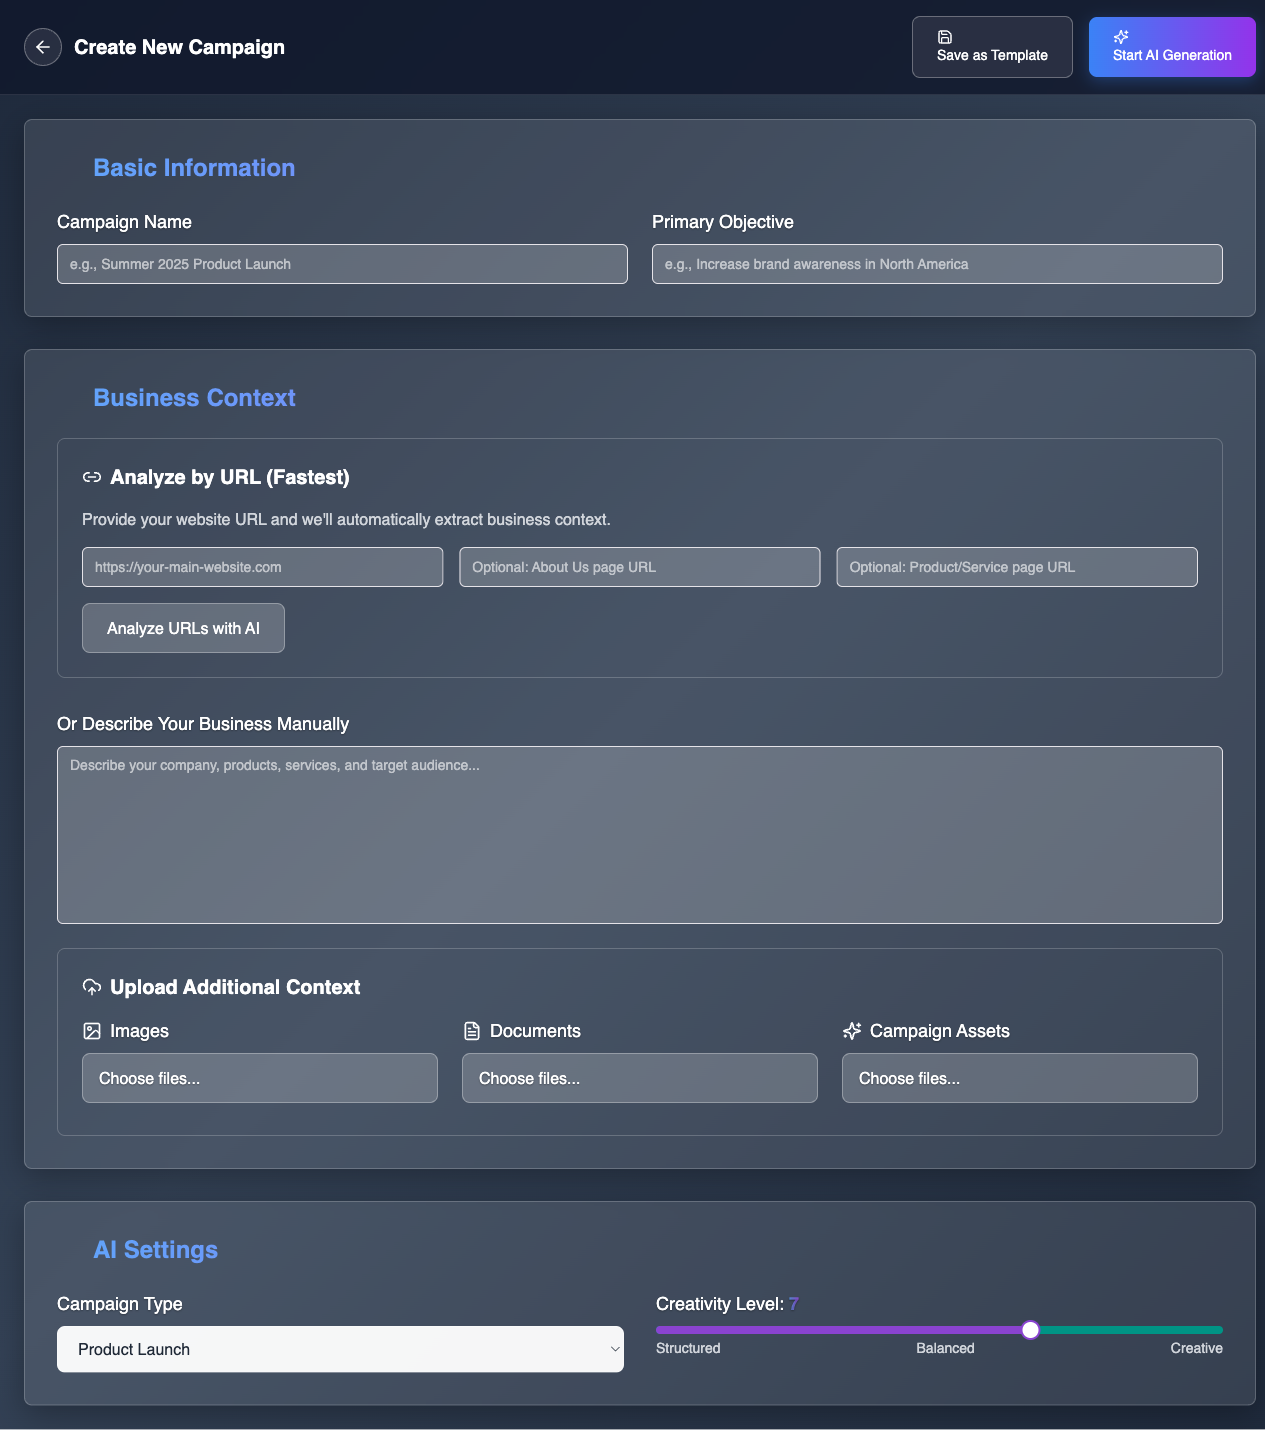 Create New Campaign
Save as Template
Start AI Generation
Basic Information
Campaign Name
Primary Objective
e.g., Summer 2025 Product Launch
e.g., Increase brand awareness in North America
Business Context
Analyze by URL (Fastest)
Provide your website URL and we'll automatically extract business context.
https://your-main-website.com
Optional: About Us page URL
Optional: Product/Service page URL
Analyze URLs with AI
Or Describe Your Business Manually
Describe your company, products, services, and target audience...
Upload Additional Context
Images
Documents
Campaign Assets
Choose files...
Choose files...
Choose files...
AI Settings
Campaign Type
Creativity Level: 7
Product Launch
Structured
Balanced
Creative